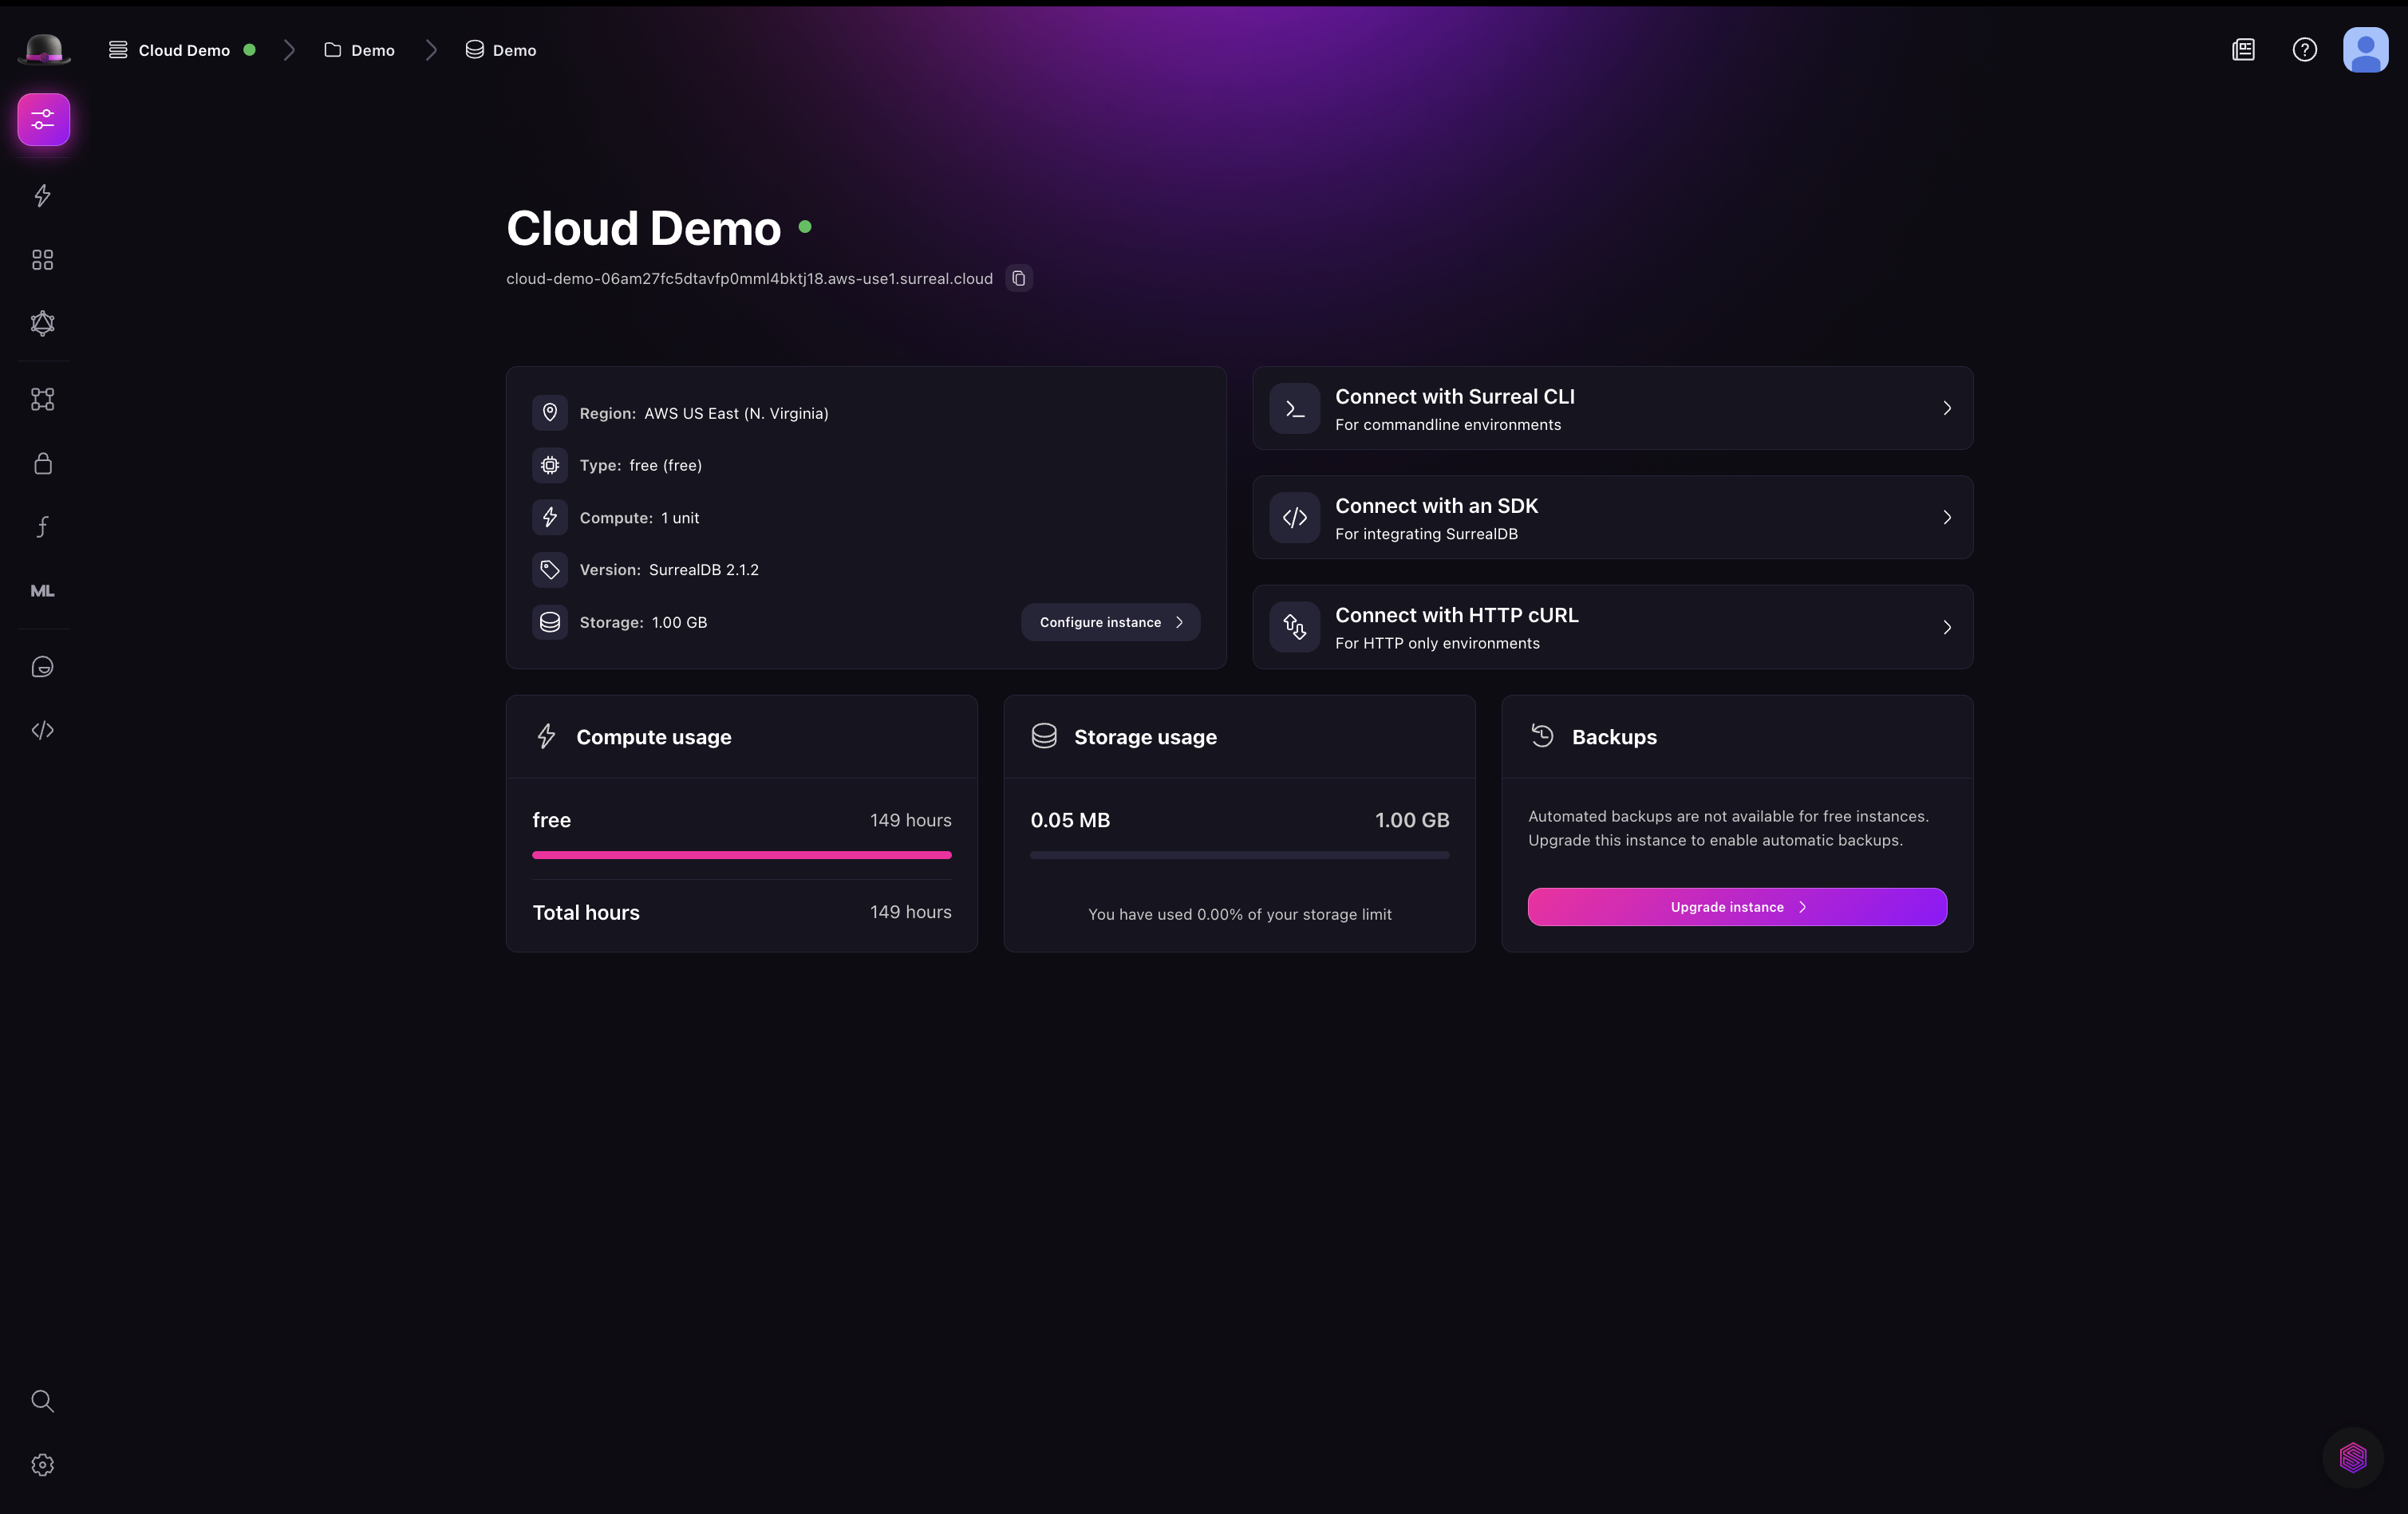 Cloud Demo
Demo
Demo
Cloud Demo
cloud-demo-06am27fc5dtavfp0mml4bktj18.aws-use1.surreal.cloud
Region: AWS US East (N. Virginia)
Type: free (free)
Compute: 1 unit
Version: SurrealDB 2.1.2
Storage: 1.00 GB
Configure instance
Connect with Surreal CLI
For commandline environments
Connect with an SDK
For integrating SurrealDB
Connect with HTTP cURL
For HTTP only environments
ML
Compute usage
free 149 hours
Total hours 149 hours
Storage usage
0.05 MB 1.00 GB
You have used 0.00% of your storage limit
Backups
Automated backups are not available for free instances.
Upgrade this instance to enable automatic backups.
Upgrade instance